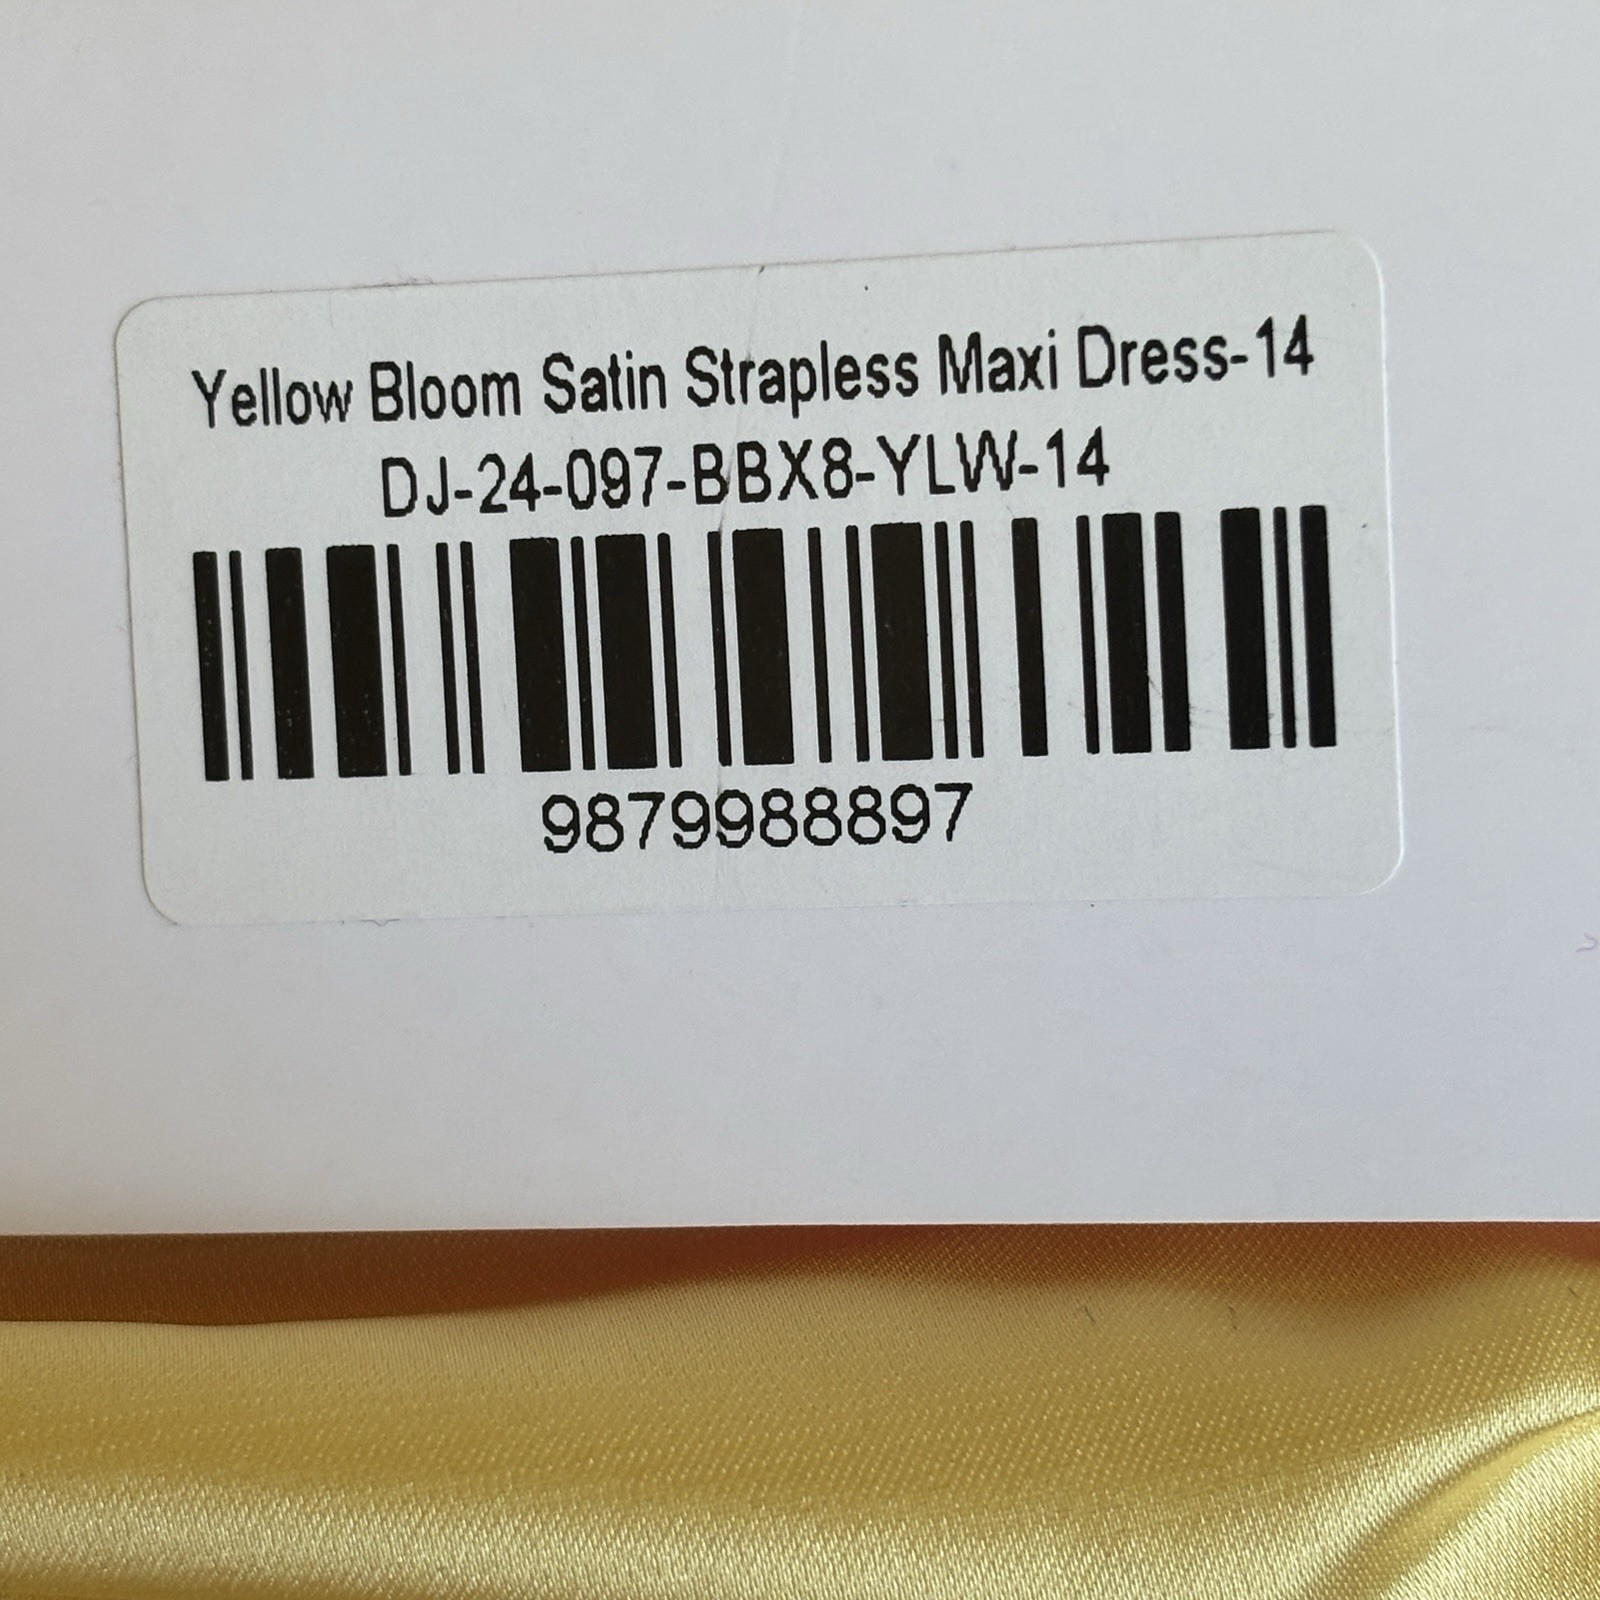 Yellow Bloom Satin Strapless Maxi Dress-14
DJ-24-097-BBX8-YLW-14
9879988897